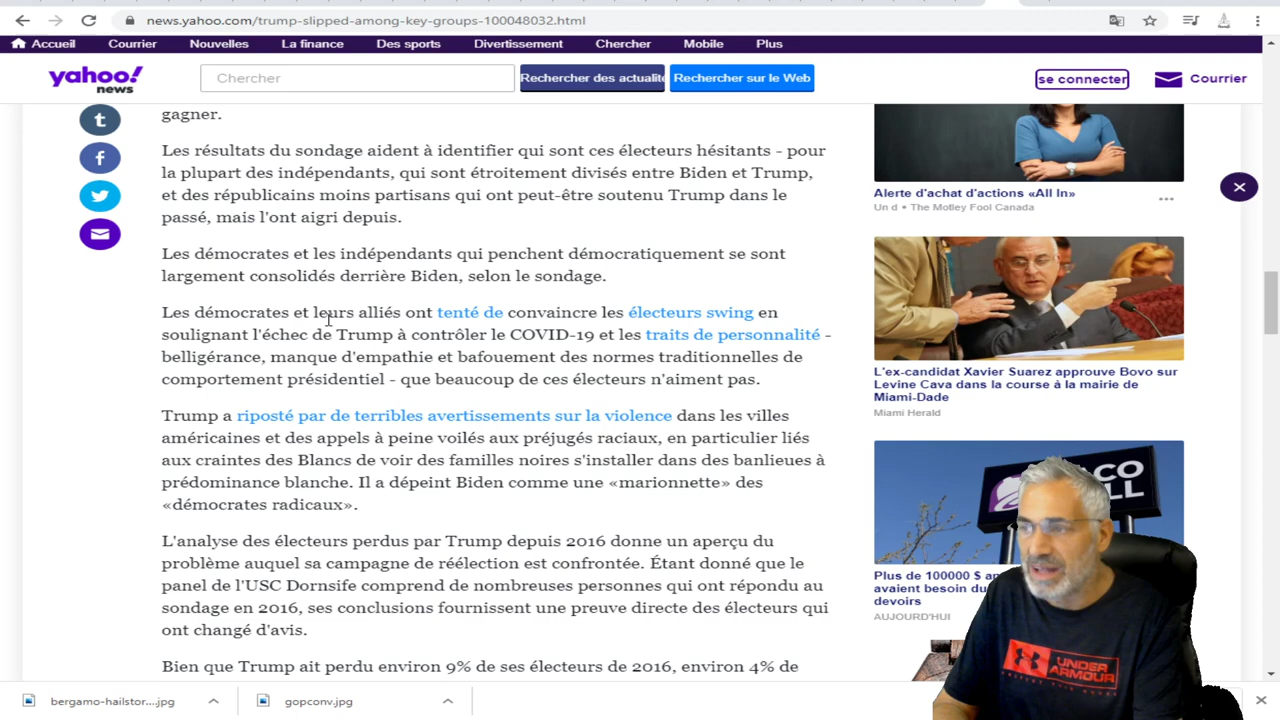 news.yahoo.com/trump-slipped-among-key-groups-100048032.html
Accueil Courrier Nouvelles La finance Des sports Divertissement Chercher Mobile Plus
yahoo!
news
Chercher
Rechercher des actualité
Rechercher sur le Web
se connecter
Courrier
gagner.
Les résultats du sondage aident à identifier qui sont ces électeurs hésitants - pour
la plupart des indépendants, qui sont étroitement divisés entre Biden et Trump,
et des républicains moins partisans qui ont peut-être soutenu Trump dans le
passé, mais l'ont aigri depuis.
Les démocrates et les indépendants qui penchent démocratiquement se sont
largement consolidés derrière Biden, selon le sondage.
Les démocrates et leurs alliés ont tenté de convaincre les électeurs swing en
soulignant l'échec de Trump à contrôler le COVID-19 et les traits de personnalité -
belligérance, manque d'empathie et bafouement des normes traditionnelles de
comportement présidentiel - que beaucoup de ces électeurs n'aiment pas.
Trump a riposté par de terribles avertissements sur la violence dans les villes
américaines et des appels à peine voilés aux préjugés raciaux, en particulier liés
aux craintes des Blancs de voir des familles noires s'installer dans des banlieues à
prédominance blanche. Il a dépeint Biden comme une «marionnette» des
«démocrates radicaux».
L'analyse des électeurs perdus par Trump depuis 2016 donne un aperçu du
problème auquel sa campagne de réélection est confrontée. Étant donné que le
panel de l'USC Dornsife comprend de nombreuses personnes qui ont répondu au
sondage en 2016, ses conclusions fournissent une preuve directe des électeurs qui
ont changé d'avis.
Bien que Trump ait perdu environ 9% de ses électeurs de 2016, environ 4% de
Alerte d'achat d'actions «All In»
Un d • The Motley Fool Canada
L'ex-candidat Xavier Suarez approuve Bovo sur
Levine Cava dans la course à la mairie de
Miami-Dade
Miami Herald
Plus de 100000 $
avaient besoin
devoirs
AUJOURD'HUI
UNDER
ARMOUR
bergamo-hailstor....jpg
gopconv.jpg